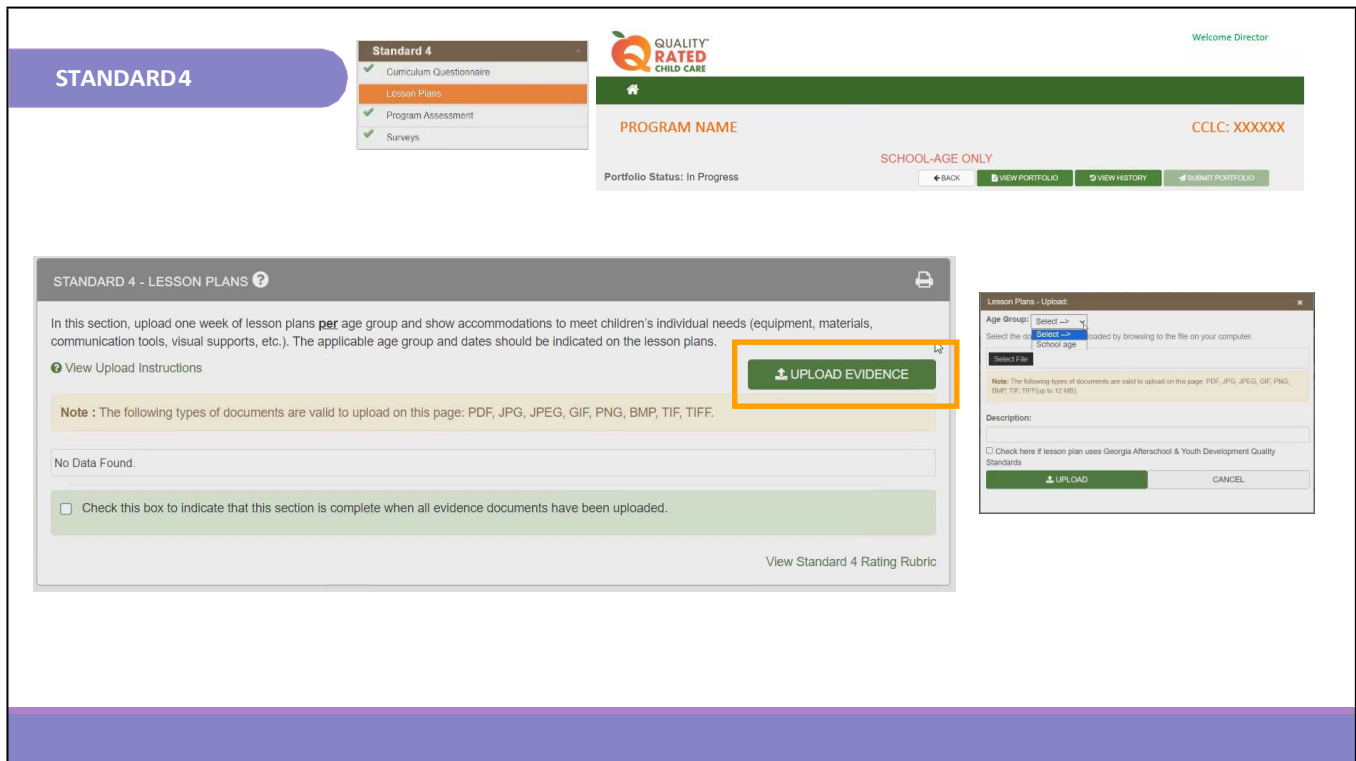 STANDARD 4
Standard 4
Curriculum Questionnaire
Lesson Plans
Program Assessment
Surveys
QUALITY
RATED
CHILD CARE
Welcome Director
PROGRAM NAME
CCLC: XXXXXX
SCHOOL-AGE ONLY
Portfolio Status: In Progress
BACK
VIEW PORTFOLIO
VIEW HISTORY
SUBMIT PORTFOLIO
STANDARD 4 - LESSON PLANS
In this section, upload one week of lesson plans per age group and show accommodations to meet children's individual needs (equipment, materials,
communication tools, visual supports, etc.). The applicable age group and dates should be indicated on the lesson plans.
View Upload Instructions
UPLOAD EVIDENCE
Note : The following types of documents are valid to upload on this page: PDF, JPG, JPEG, GIF, PNG, BMP, TIF, TIFF.
No Data Found.
Check this box to indicate that this section is complete when all evidence documents have been uploaded.
View Standard 4 Rating Rubric
Lesson Plans - Upload:
Age Group: Select -->
Select -->
School age
Select the do oaded by browsing to the file on your computer.
Select File
Note: The following types of documents are valid to upload on this page: PDF, JPG, JPEG, GIF, PNG,
BMP, TIF, TIFF(up to 12 MB).
Description:
Check here if lesson plan uses Georgia Afterschool & Youth Development Quality
Standards
UPLOAD
CANCEL